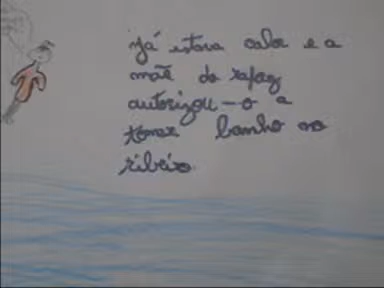 Já estava calor e a
mãe do rapaz
autorizou-o a
tomar banho no
ribeiro.